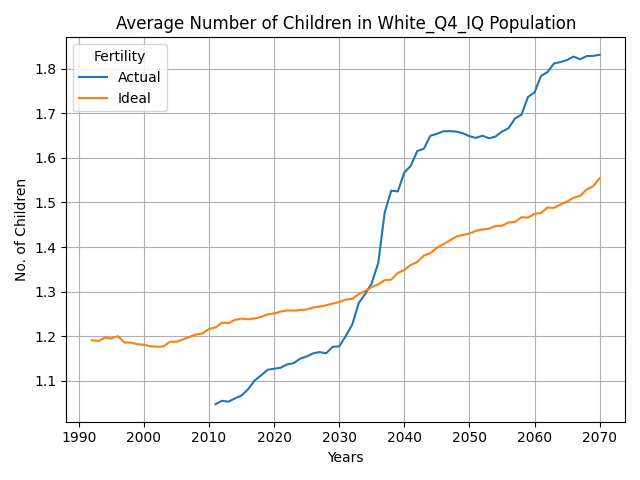 Average Number of Children in White_Q4_IQ Population
Fertility
Actual
Ideal
No. of Children
1.8
1.7
1.6
1.5
1.4
1.3
1.2
1.1
1990 2000 2010 2020 2030 2040 2050 2060 2070
Years